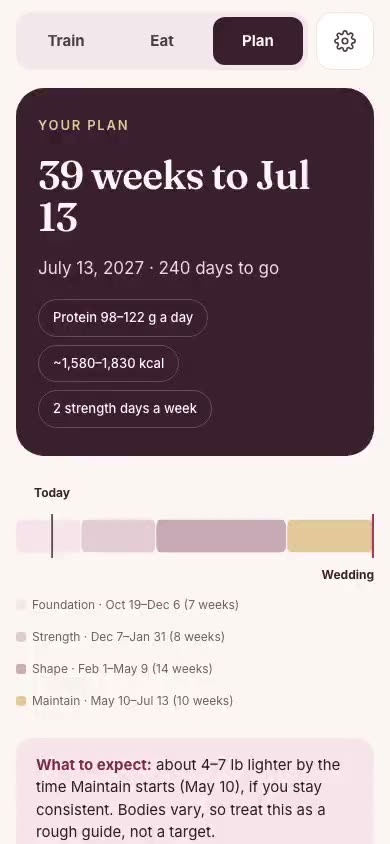 Train Eat Plan
YOUR PLAN
39 weeks to Jul
13
July 13, 2027 · 240 days to go
Protein 98–122 g a day
~1,580–1,830 kcal
2 strength days a week
Today
Wedding
Foundation · Oct 19–Dec 6 (7 weeks)
Strength · Dec 7–Jan 31 (8 weeks)
Shape · Feb 1–May 9 (14 weeks)
Maintain · May 10–Jul 13 (10 weeks)
What to expect: about 4–7 lb lighter by the
time Maintain starts (May 10), if you stay
consistent. Bodies vary, so treat this as a
rough guide, not a target.